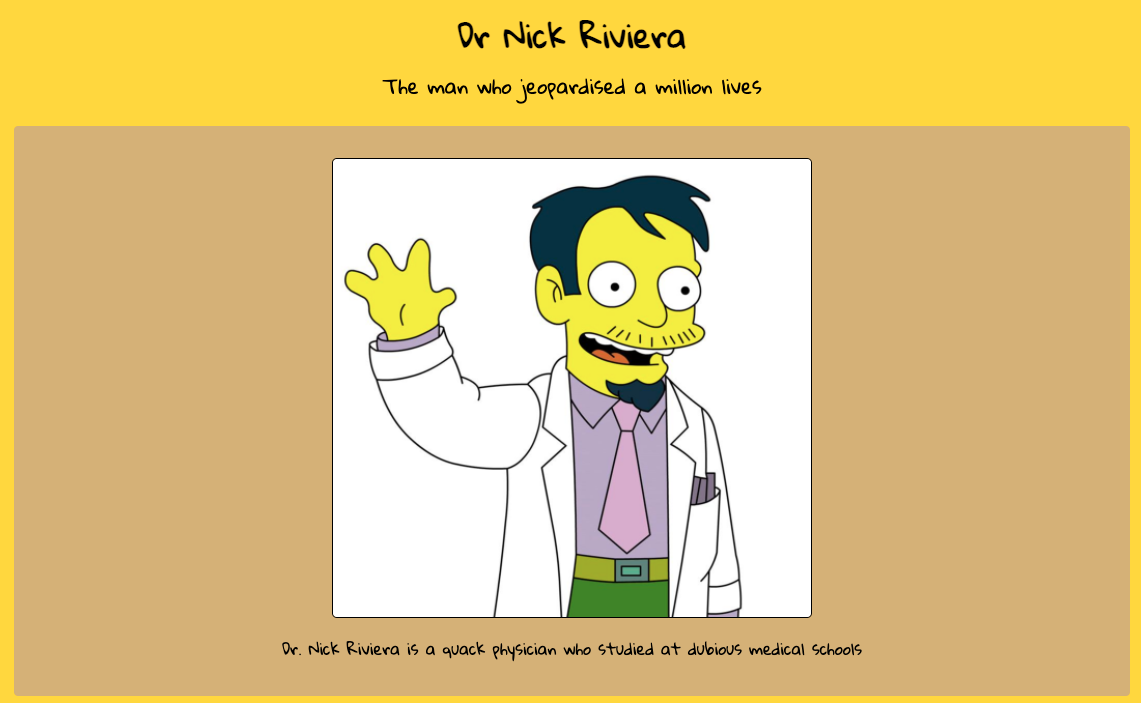 Dr Nick Riviera
The man who jeopardised a million lives
Dr. Nick Riviera is a quack physician who studied at dubious medical schools